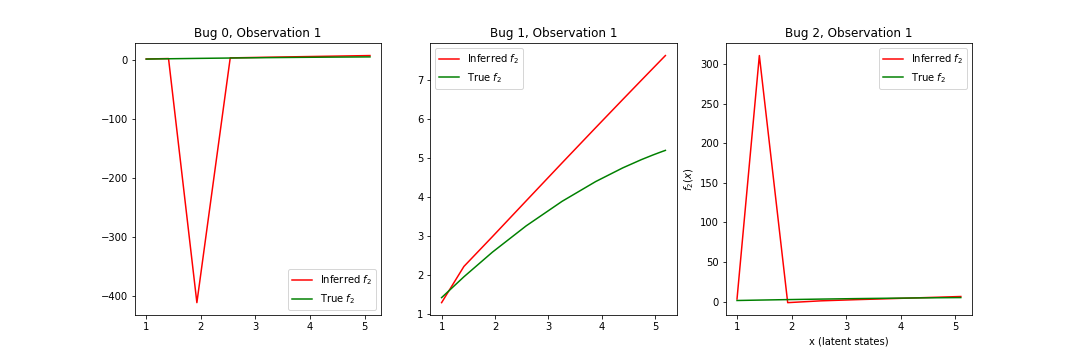 Bug 0, Observation 1
0
−100
−200
−300
−400
1 2 3 4 5
Inferred f₂
True f₂
Bug 1, Observation 1
Inferred f₂
True f₂
7
6
5
4
3
2
1
1 2 3 4 5
Bug 2, Observation 1
Inferred f₂
True f₂
f₂(x)
300
250
200
150
100
50
0
1 2 3 4 5
x (latent states)